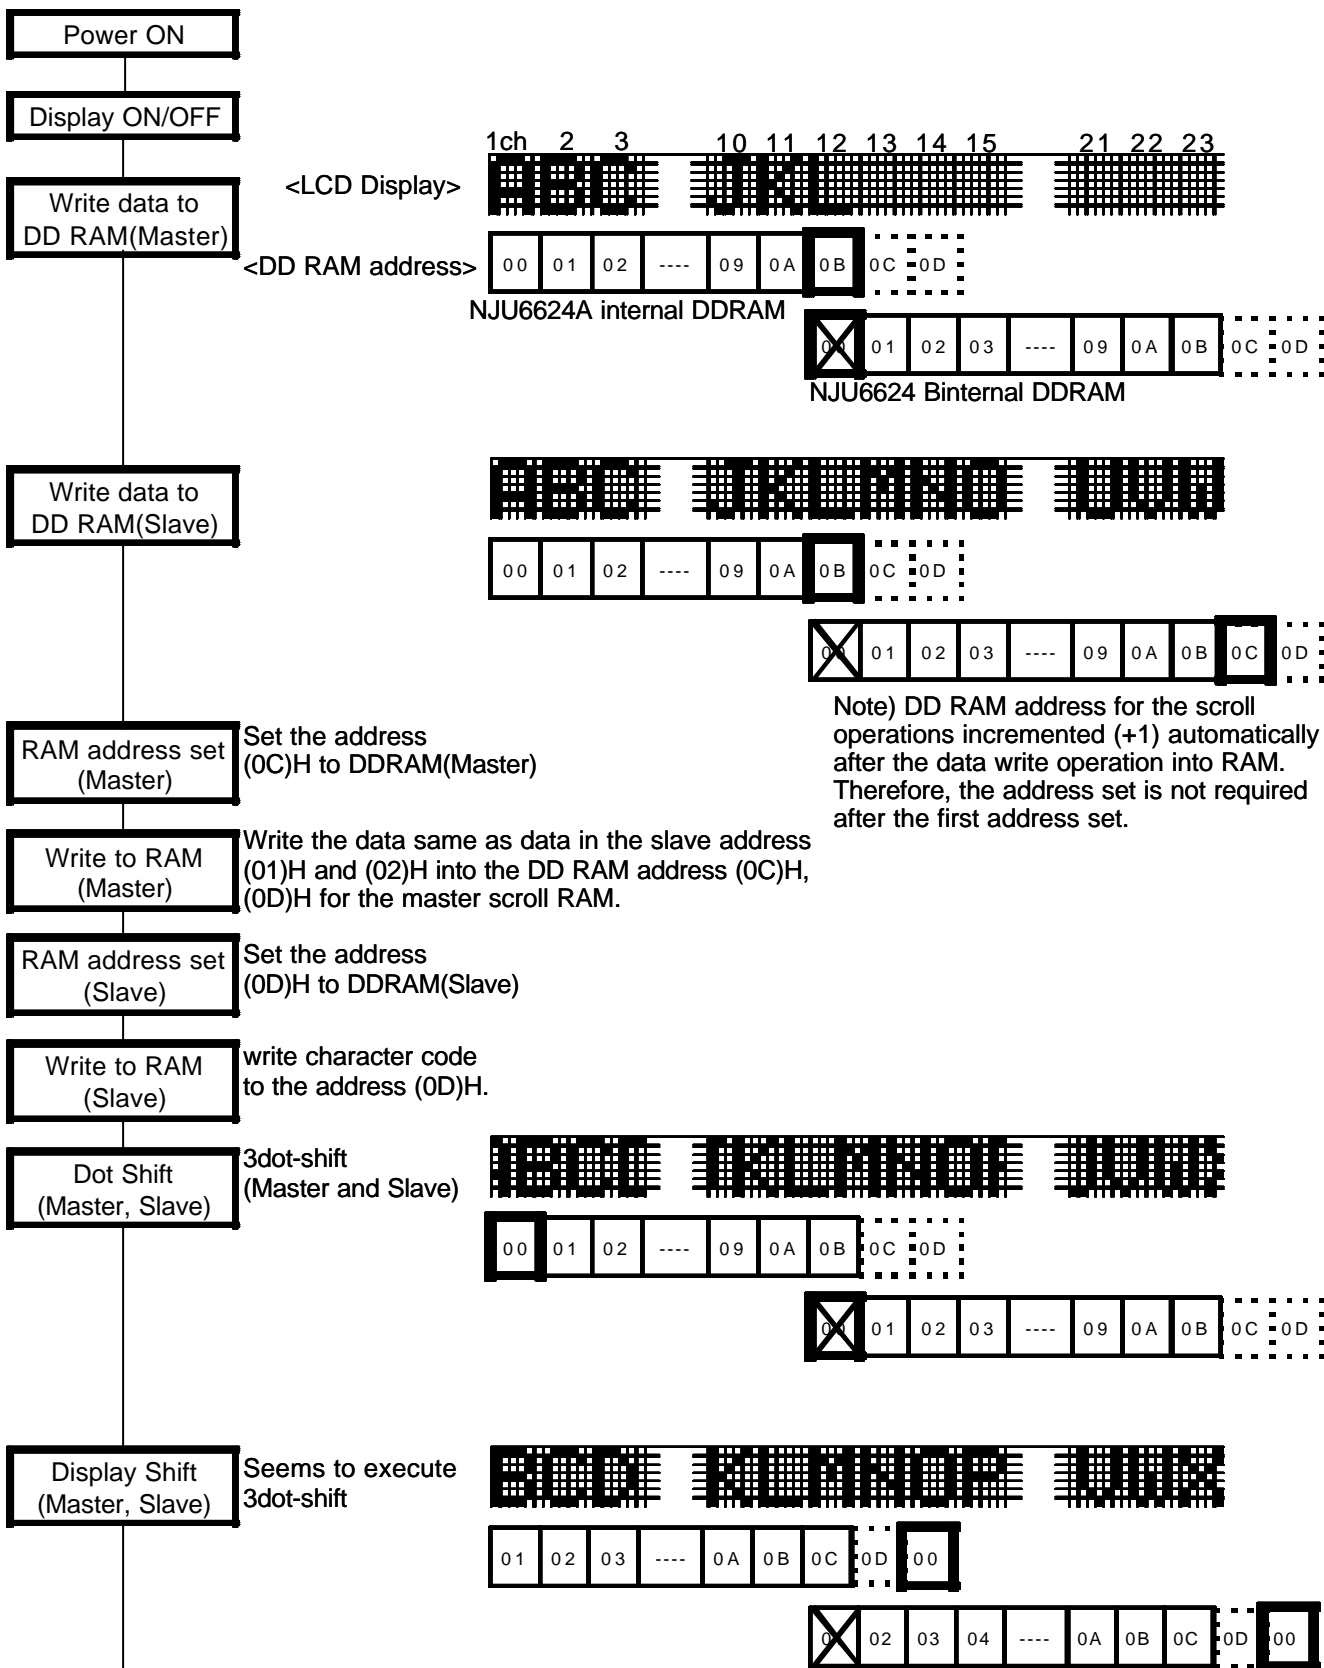 Power ON
Display ON/OFF
1ch 2 3 10 11 12 13 14 15 21 22 23
<LCD Display>
ABC JKL
Write data to
DD RAM(Master)
<DD RAM address>
00 01 02 ---- 09 0A 0B 0C 0D
NJU6624A internal DDRAM
00 01 02 03 ---- 09 0A 0B 0C 0D
NJU6624 Binternal DDRAM
Write data to
DD RAM(Slave)
ABC JKLMNO UVW
00 01 02 ---- 09 0A 0B 0C 0D
00 01 02 03 ---- 09 0A 0B 0C 0D
Note) DD RAM address for the scroll
operations incremented (+1) automatically
after the data write operation into RAM.
Therefore, the address set is not required
after the first address set.
RAM address set
(Master)
Set the address
(0C)H to DDRAM(Master)
Write to RAM
(Master)
Write the data same as data in the slave address
(01)H and (02)H into the DD RAM address (0C)H,
(0D)H for the master scroll RAM.
RAM address set
(Slave)
Set the address
(0D)H to DDRAM(Slave)
Write to RAM
(Slave)
write character code
to the address (0D)H.
Dot Shift
(Master, Slave)
3dot-shift
(Master and Slave)
00 01 02 ---- 09 0A 0B 0C 0D
00 01 02 03 ---- 09 0A 0B 0C 0D
Display Shift
(Master, Slave)
Seems to execute
3dot-shift
BCD KLMNOP VWX
01 02 03 ---- 0A 0B 0C 0D 00
02 03 04 ---- 0A 0B 0C 0D 00